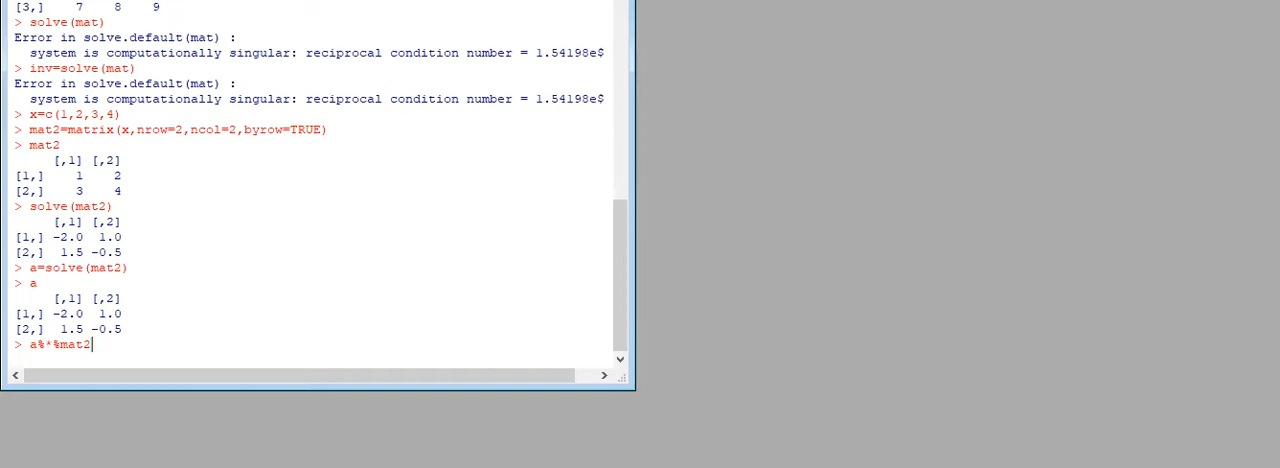 [3,]    7    8    9
> solve(mat)
Error in solve.default(mat) :
  system is computationally singular: reciprocal condition number = 1.54198e$
> inv=solve(mat)
Error in solve.default(mat) :
  system is computationally singular: reciprocal condition number = 1.54198e$
> x=c(1,2,3,4)
> mat2=matrix(x,nrow=2,ncol=2,byrow=TRUE)
> mat2
     [,1] [,2]
[1,]    1    2
[2,]    3    4
> solve(mat2)
     [,1] [,2]
[1,] -2.0  1.0
[2,]  1.5 -0.5
> a=solve(mat2)
> a
     [,1] [,2]
[1,] -2.0  1.0
[2,]  1.5 -0.5
> a%*%mat2